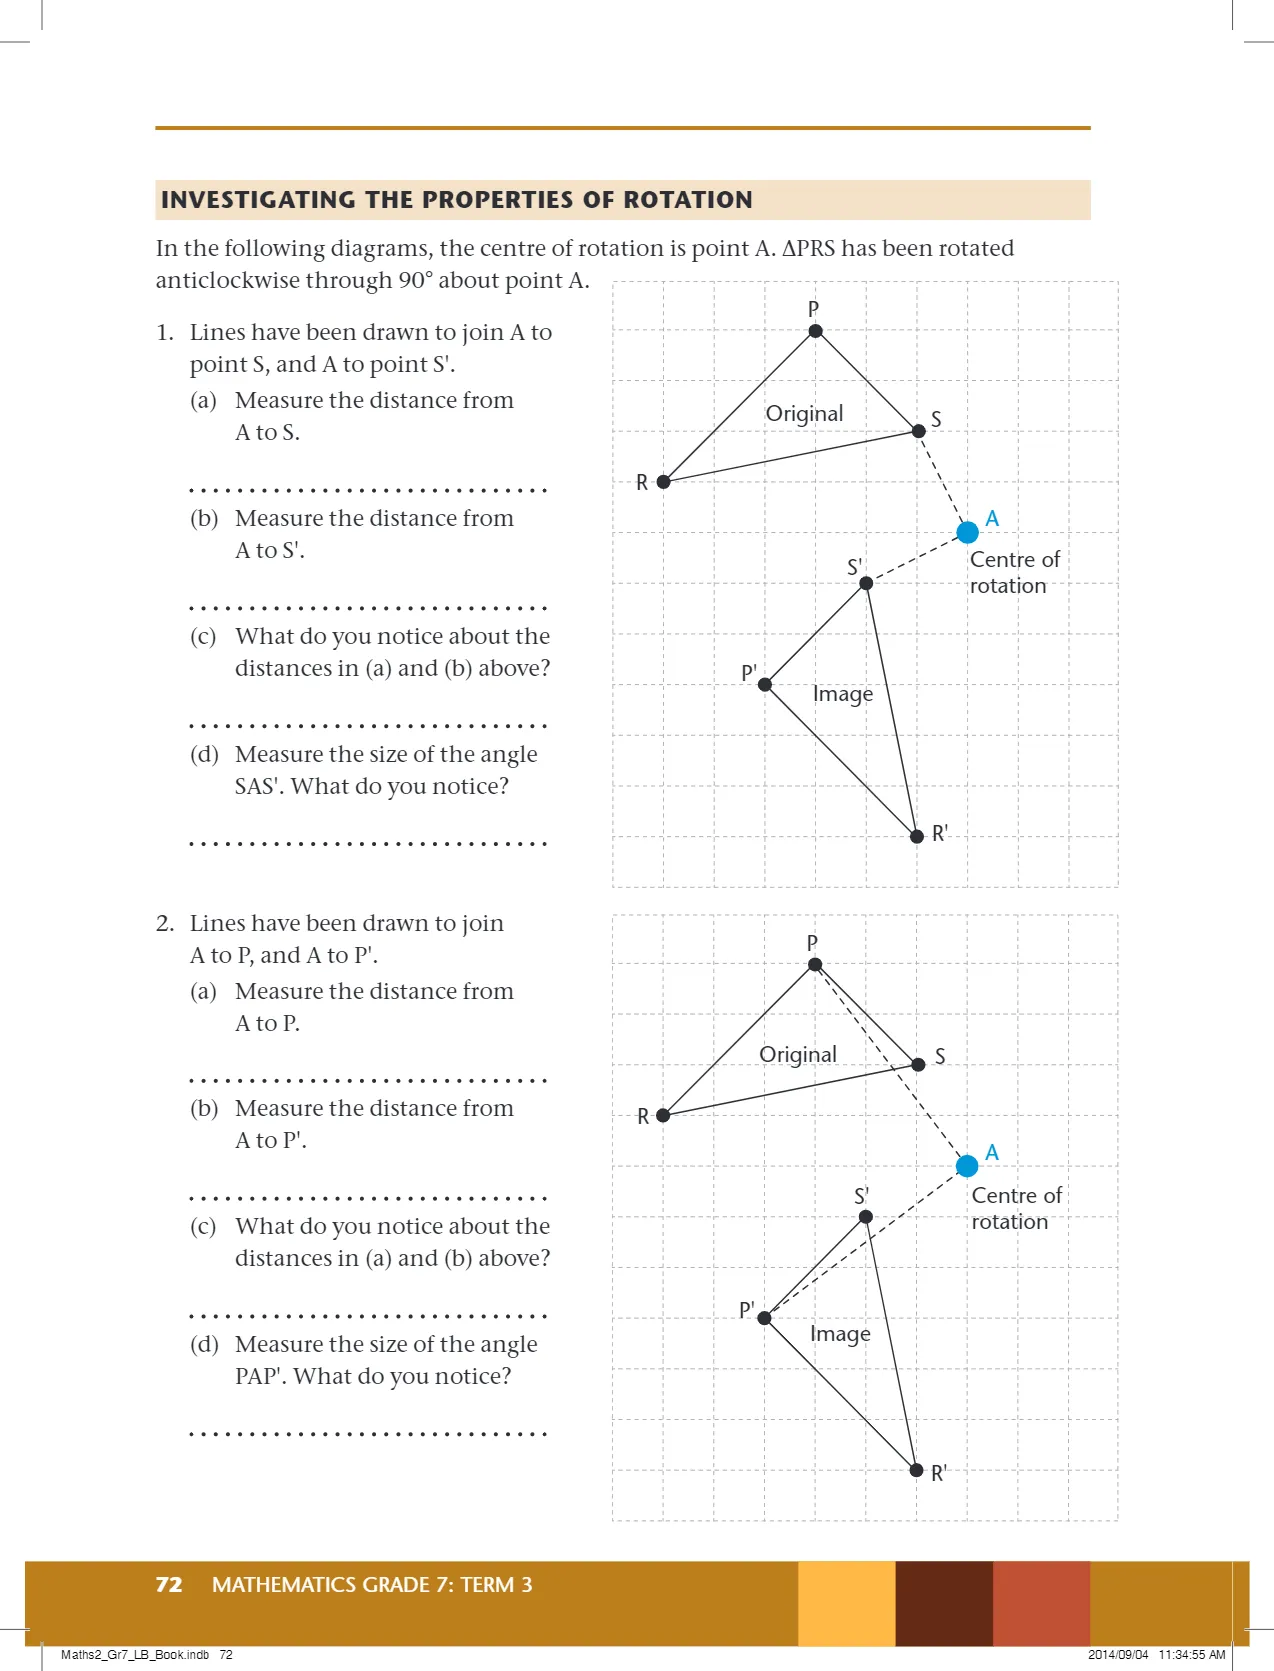 INVESTIGATING THE PROPERTIES OF ROTATION
In the following diagrams, the centre of rotation is point A. ΔPRS has been rotated
anticlockwise through 90° about point A.
1. Lines have been drawn to join A to
point S, and A to point S'.
(a) Measure the distance from
A to S.
(b) Measure the distance from
A to S'.
(c) What do you notice about the
distances in (a) and (b) above?
(d) Measure the size of the angle
SAS'. What do you notice?
P
Original
S
R
A
Centre of
rotation
S'
P'
Image
R'
2. Lines have been drawn to join
A to P, and A to P'.
(a) Measure the distance from
A to P.
(b) Measure the distance from
A to P'.
(c) What do you notice about the
distances in (a) and (b) above?
(d) Measure the size of the angle
PAP'. What do you notice?
P
Original
S
R
A
Centre of
rotation
S'
P'
Image
R'
72 MATHEMATICS GRADE 7: TERM 3
Maths2_Gr7_LB_Book.indb 72
2014/09/04 11:34:55 AM